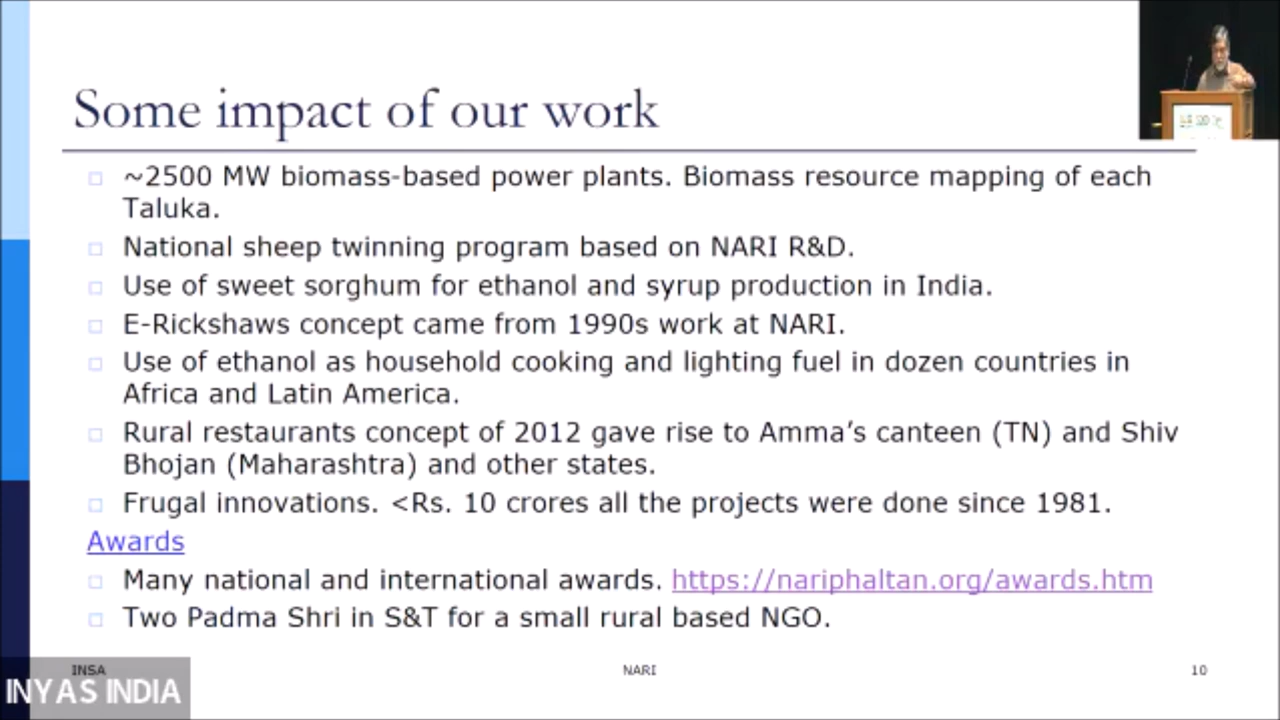 Some impact of our work
~2500 MW biomass-based power plants. Biomass resource mapping of each
Taluka.
National sheep twinning program based on NARI R&D.
Use of sweet sorghum for ethanol and syrup production in India.
E-Rickshaws concept came from 1990s work at NARI.
Use of ethanol as household cooking and lighting fuel in dozen countries in
Africa and Latin America.
Rural restaurants concept of 2012 gave rise to Amma’s canteen (TN) and Shiv
Bhojan (Maharashtra) and other states.
Frugal innovations. <Rs. 10 crores all the projects were done since 1981.
Awards
Many national and international awards. https://nariphaltan.org/awards.htm
Two Padma Shri in S&T for a small rural based NGO.
INSA NARI 10
INYAS INDIA